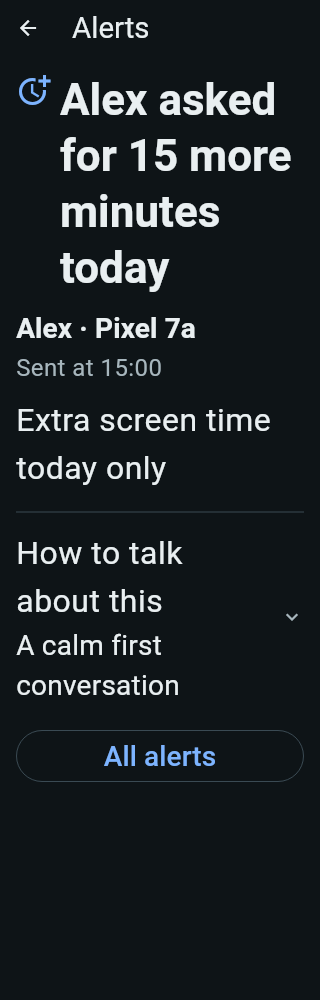 Alerts
Alex asked
for 15 more
minutes
today
Alex · Pixel 7a
Sent at 15:00
Extra screen time
today only
How to talk
about this
A calm first
conversation
All alerts